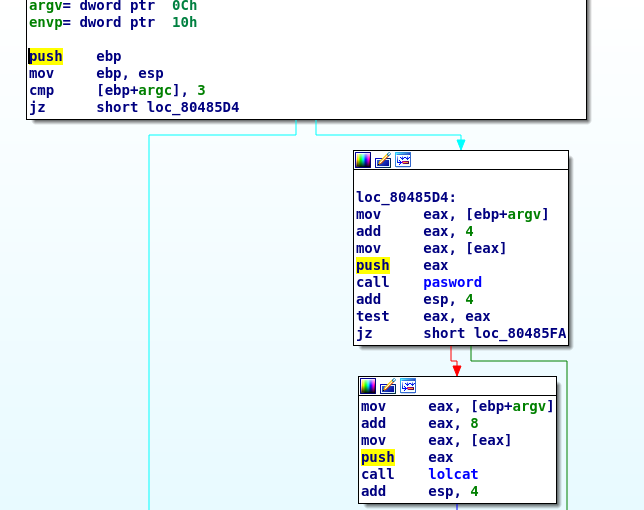 argv= dword ptr  0Ch
envp= dword ptr  10h
push    ebp
mov     ebp, esp
cmp     [ebp+argc], 3
jz      short loc_80485D4
loc_80485D4:
mov     eax, [ebp+argv]
add     eax, 4
mov     eax, [eax]
push    eax
call    pasword
add     esp, 4
test    eax, eax
jz      short loc_80485FA
mov     eax, [ebp+argv]
add     eax, 8
mov     eax, [eax]
push    eax
call    lolcat
add     esp, 4